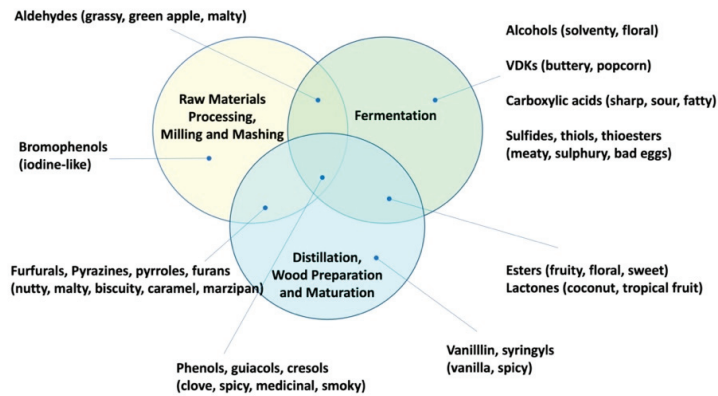 Aldehydes (grassy, green apple, malty)
Alcohols (solventy, floral)
VDKs (buttery, popcorn)
Carboxylic acids (sharp, sour, fatty)
Sulfides, thiols, thioesters
(meaty, sulphury, bad eggs)
Raw Materials
Processing,
Milling and Mashing
Fermentation
Bromophenols
(iodine-like)
Distillation,
Wood Preparation
and Maturation
Furfurals, Pyrazines, pyrroles, furans
(nutty, malty, biscuity, caramel, marzipan)
Esters (fruity, floral, sweet)
Lactones (coconut, tropical fruit)
Phenols, guiacols, cresols
(clove, spicy, medicinal, smoky)
Vanilllin, syringyls
(vanilla, spicy)